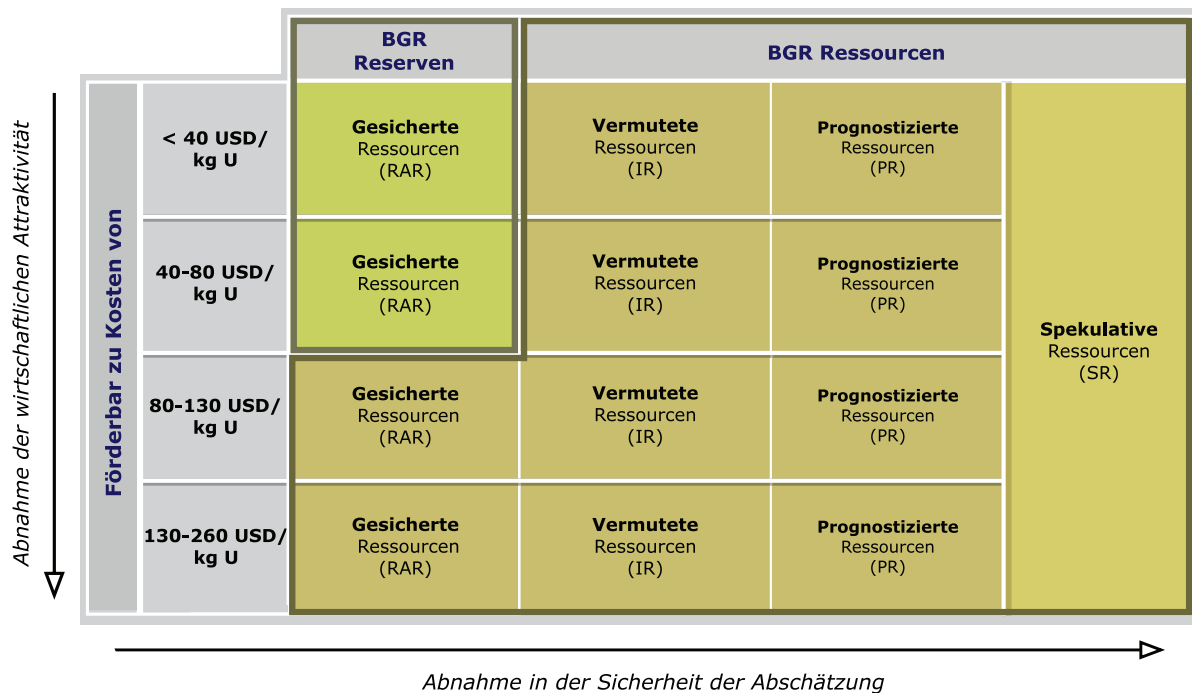 BGR
Reserven
BGR Ressourcen
Abnahme der wirtschaftlichen Attraktivität
Förderbar zu Kosten von
< 40 USD/
kg U
Gesicherte
Ressourcen
(RAR)
Vermutete
Ressourcen
(IR)
Prognostizierte
Ressourcen
(PR)
40-80 USD/
kg U
Gesicherte
Ressourcen
(RAR)
Vermutete
Ressourcen
(IR)
Prognostizierte
Ressourcen
(PR)
Spekulative
Ressourcen
(SR)
80-130 USD/
kg U
Gesicherte
Ressourcen
(RAR)
Vermutete
Ressourcen
(IR)
Prognostizierte
Ressourcen
(PR)
130-260 USD/
kg U
Gesicherte
Ressourcen
(RAR)
Vermutete
Ressourcen
(IR)
Prognostizierte
Ressourcen
(PR)
Abnahme in der Sicherheit der Abschätzung